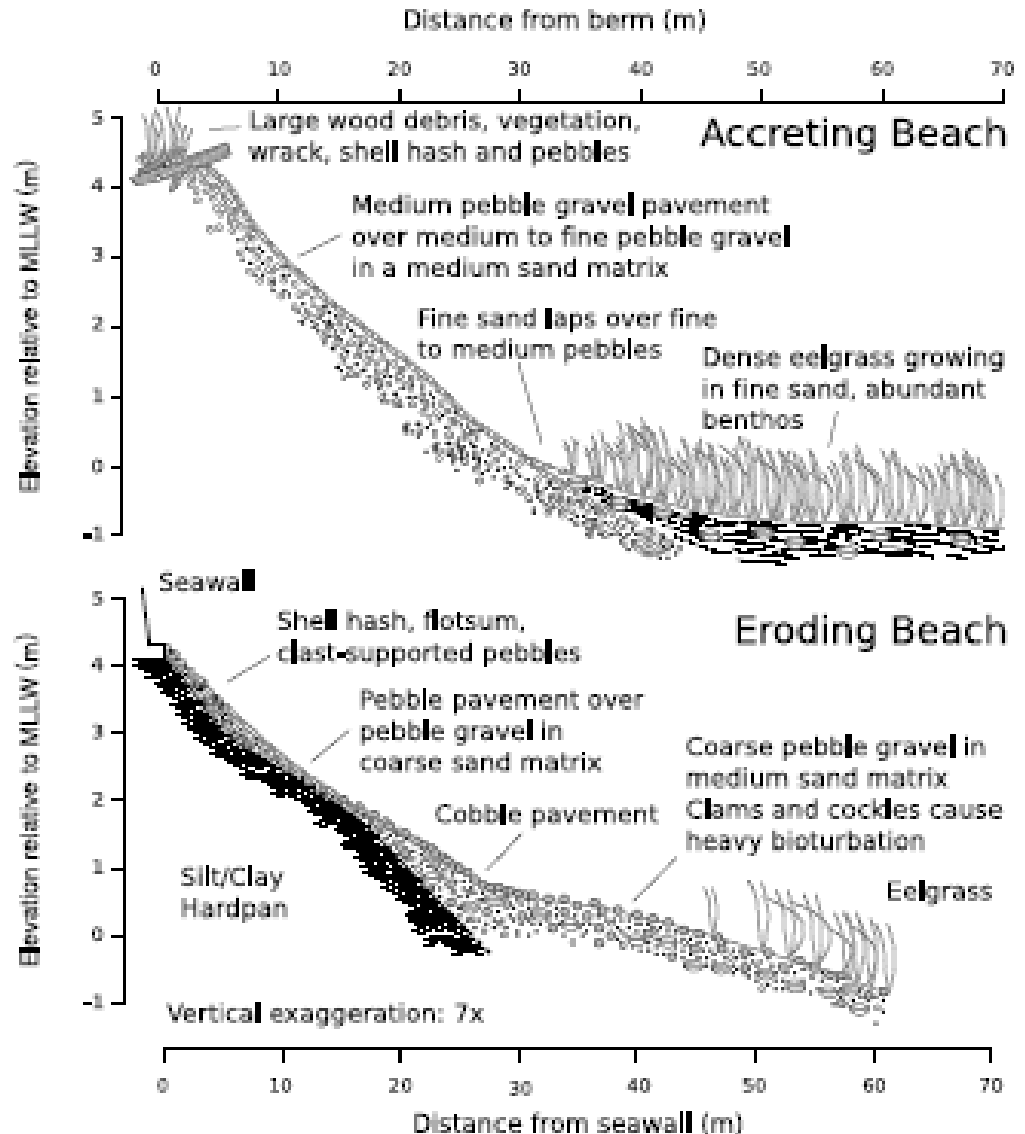 Distance from berm (m)
0 10 20 30 40 50 60 70
Accreting Beach
Elevation relative to MLLW (m)
5
4
3
2
1
0
-1
Large wood debris, vegetation,
wrack, shell hash and pebbles
Medium pebble gravel pavement
over medium to fine pebble gravel
in a medium sand matrix
Fine sand laps over fine
to medium pebbles
Dense eelgrass growing
in fine sand, abundant
benthos
Eroding Beach
Elevation relative to MLLW (m)
5
4
3
2
1
0
-1
Seawall
Shell hash, flotsum,
clast-supported pebbles
Pebble pavement over
pebble gravel in
coarse sand matrix
Cobble pavement
Coarse pebble gravel in
medium sand matrix
Clams and cockles cause
heavy bioturbation
Eelgrass
Silt/Clay
Hardpan
Vertical exaggeration: 7x
0 10 20 30 40 50 60 70
Distance from seawall (m)